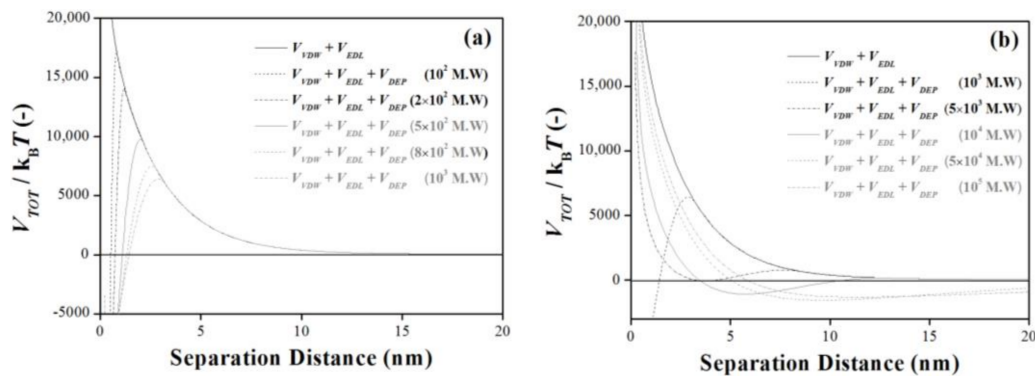 20,000
(a)
V_VDW + V_EDL
15,000
V_VDW + V_EDL + V_DEP (10² M.W)
V_VDW + V_EDL + V_DEP (2×10² M.W)
10,000
V_VDW + V_EDL + V_DEP (5×10² M.W)
V_VDW + V_EDL + V_DEP (8×10² M.W)
V_VDW + V_EDL + V_DEP (10³ M.W)
5000
0
-5000
V_TOT / k_BT (-)
0 5 10 15 20
Separation Distance (nm)
20,000
(b)
V_VDW + V_EDL
15,000
V_VDW + V_EDL + V_DEP (10³ M.W)
V_VDW + V_EDL + V_DEP (5×10³ M.W)
10,000
V_VDW + V_EDL + V_DEP (10⁴ M.W)
V_VDW + V_EDL + V_DEP (5×10⁴ M.W)
V_VDW + V_EDL + V_DEP (10⁵ M.W)
5000
0
V_TOT / k_BT (-)
0 5 10 15 20
Separation Distance (nm)